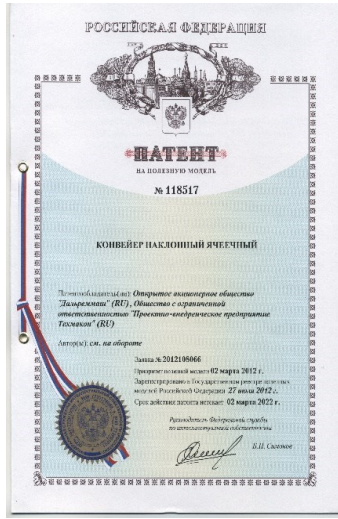 РОССИЙСКАЯ ФЕДЕРАЦИЯ
ПАТЕНТ
НА ПОЛЕЗНУЮ МОДЕЛЬ
№ 118517
КОНВЕЙЕР НАКЛОННЫЙ ЯЧЕЕЧНЫЙ
Патентообладатель(ли): Открытое акционерное общество
"Дальреммаш" (RU), Общество с ограниченной
ответственностью "Проектно-внедренческое предприятие
Техмакон" (RU)
Автор(ы): см. на обороте
Заявка № 2012108066
Приоритет полезной модели 02 марта 2012 г.
Зарегистрировано в Государственном реестре полезных
моделей Российской Федерации 27 июля 2012 г.
Срок действия патента истекает 02 марта 2022 г.
Руководитель Федеральной службы
по интеллектуальной собственности
Б.П. Симонов